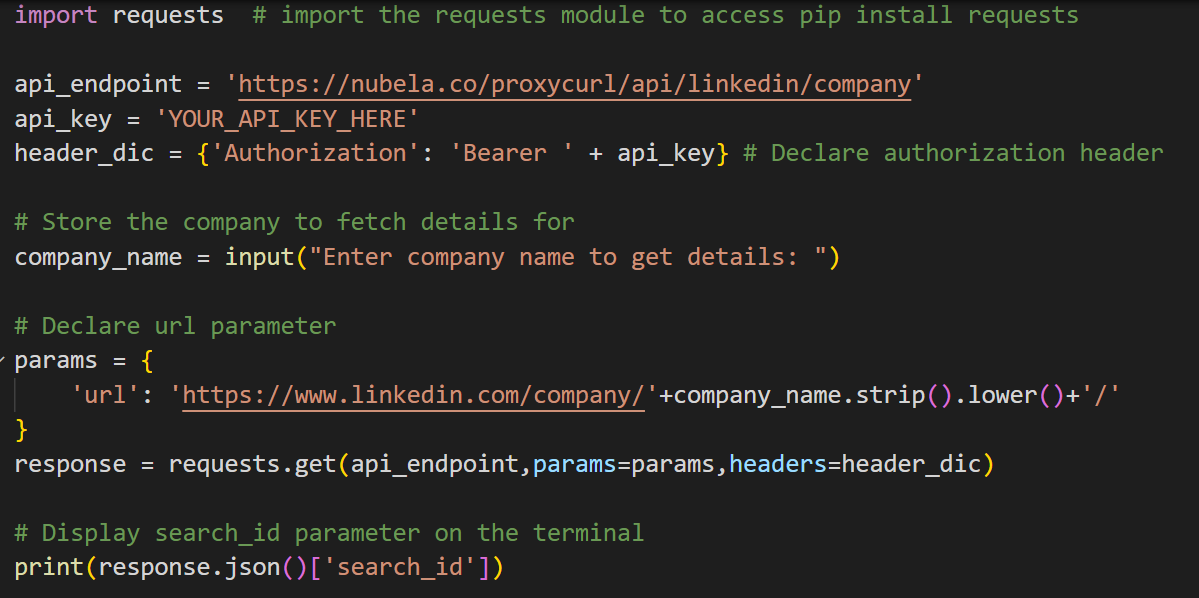 import requests  # import the requests module to access pip install requests
api_endpoint = 'https://nubela.co/proxycurl/api/linkedin/company'
api_key = 'YOUR_API_KEY_HERE'
header_dic = {'Authorization': 'Bearer ' + api_key} # Declare authorization header
# Store the company to fetch details for
company_name = input("Enter company name to get details: ")
# Declare url parameter
params = {
    'url': 'https://www.linkedin.com/company/'+company_name.strip().lower()+'/'
}
response = requests.get(api_endpoint,params=params,headers=header_dic)
# Display search_id parameter on the terminal
print(response.json()['search_id'])